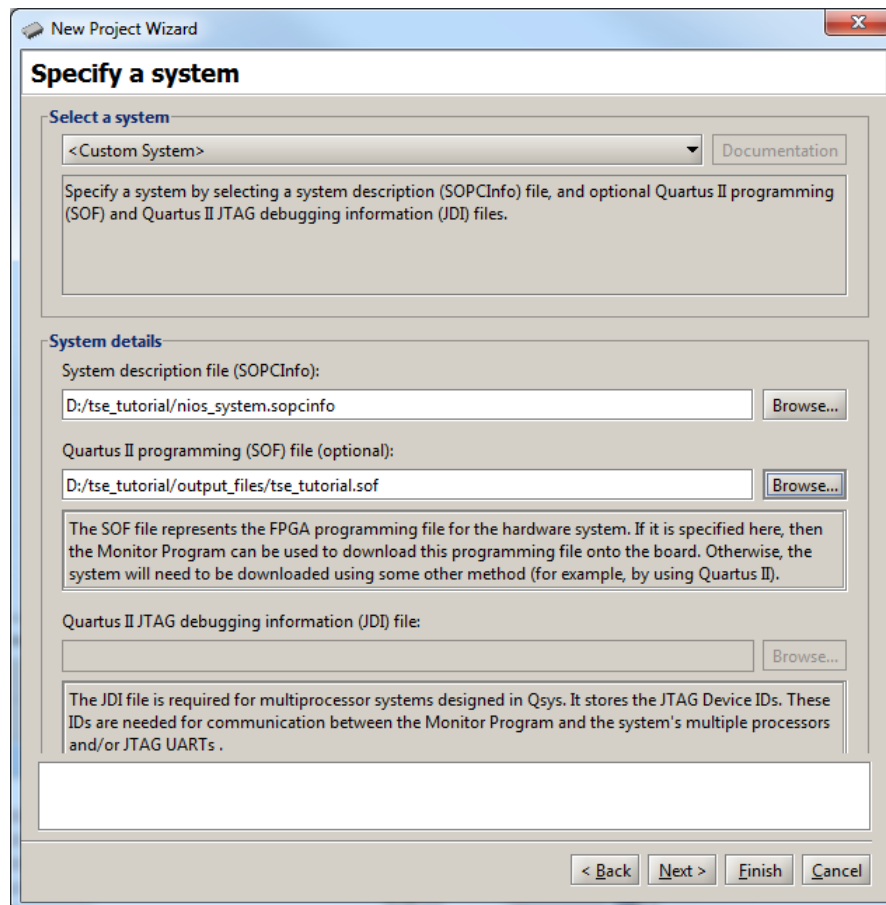 New Project Wizard
Specify a system
Select a system
<Custom System>
Documentation
Specify a system by selecting a system description (SOPCInfo) file, and optional Quartus II programming
(SOF) and Quartus II JTAG debugging information (JDI) files.
System details
System description file (SOPCInfo):
D:/tse_tutorial/nios_system.sopcinfo
Browse...
Quartus II programming (SOF) file (optional):
D:/tse_tutorial/output_files/tse_tutorial.sof
Browse...
The SOF file represents the FPGA programming file for the hardware system. If it is specified here, then
the Monitor Program can be used to download this programming file onto the board. Otherwise, the
system will need to be downloaded using some other method (for example, by using Quartus II).
Quartus II JTAG debugging information (JDI) file:
Browse...
The JDI file is required for multiprocessor systems designed in Qsys. It stores the JTAG Device IDs. These
IDs are needed for communication between the Monitor Program and the system's multiple processors
and/or JTAG UARTs .
< Back
Next >
Finish
Cancel